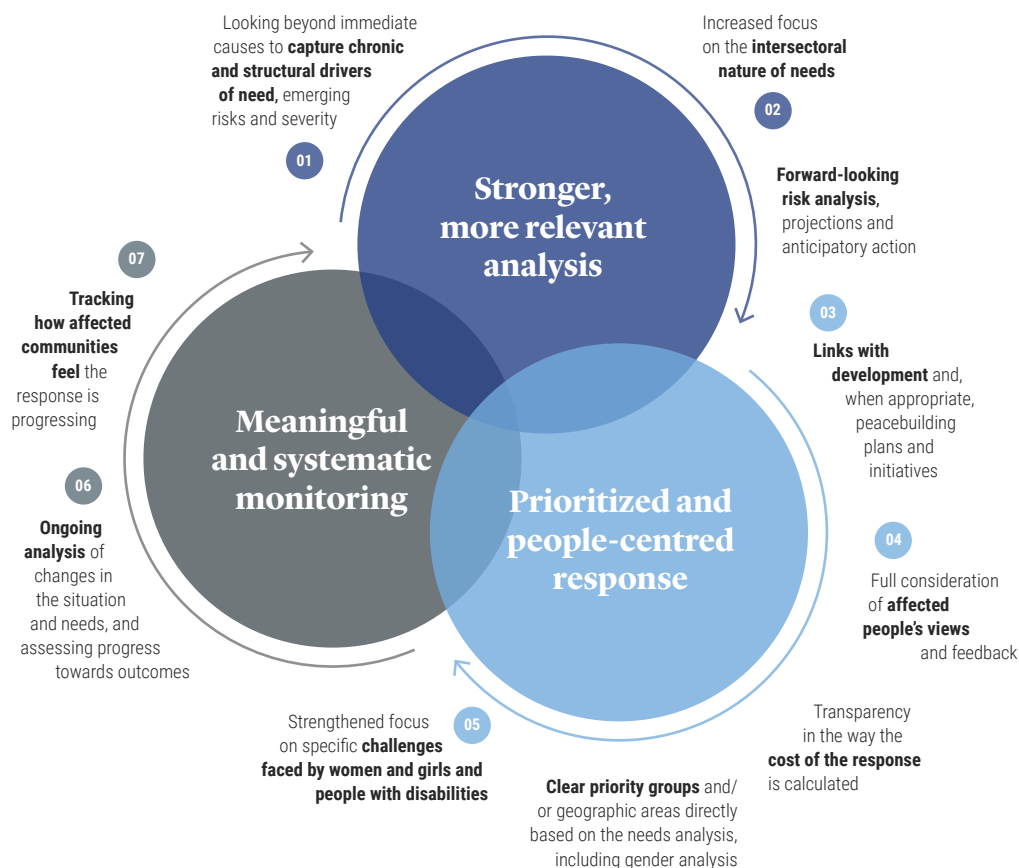 Looking beyond immediate
causes to capture chronic
and structural drivers
of need, emerging
risks and severity
01
Increased focus
on the intersectoral
nature of needs
02
Forward-looking
risk analysis,
projections and
anticipatory action
Stronger,
more relevant
analysis
03
Links with
development and,
when appropriate,
peacebuilding
plans and
initiatives
04
Full consideration
of affected
people's views
and feedback
Transparency
in the way the
cost of the response
is calculated
Clear priority groups and/
or geographic areas directly
based on the needs analysis,
including gender analysis
05
Strengthened focus
on specific challenges
faced by women and girls and
people with disabilities
Prioritized and
people-centred
response
06
Ongoing
analysis of
changes in
the situation
and needs, and
assessing progress
towards outcomes
07
Tracking
how affected
communities
feel the
response is
progressing
Meaningful
and systematic
monitoring